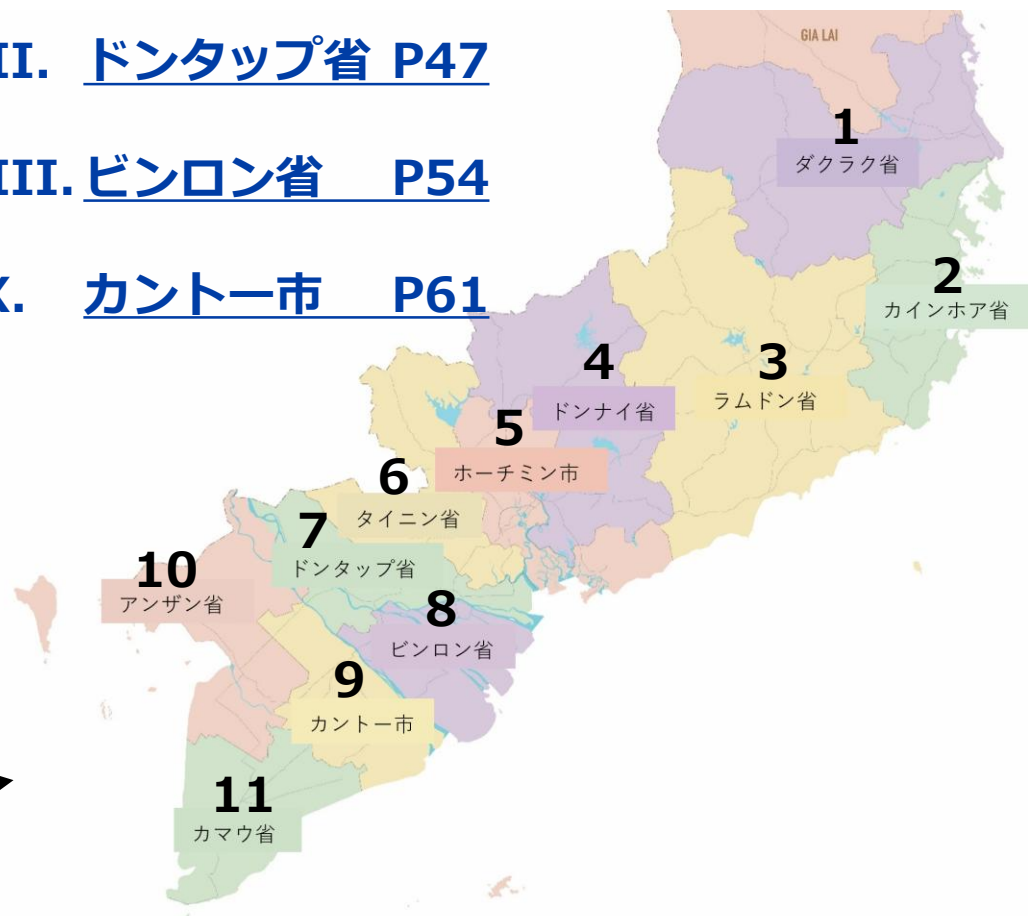 II. ドンタップ省 P47
III. ビンロン省 P54
X. カントー市 P61
GIA LAI
1
ダクラク省
2
カインホア省
3
ラムドン省
4
ドンナイ省
5
ホーチミン市
6
タイニン省
7
ドンタップ省
8
ビンロン省
9
カントー市
10
アンザン省
11
カマウ省